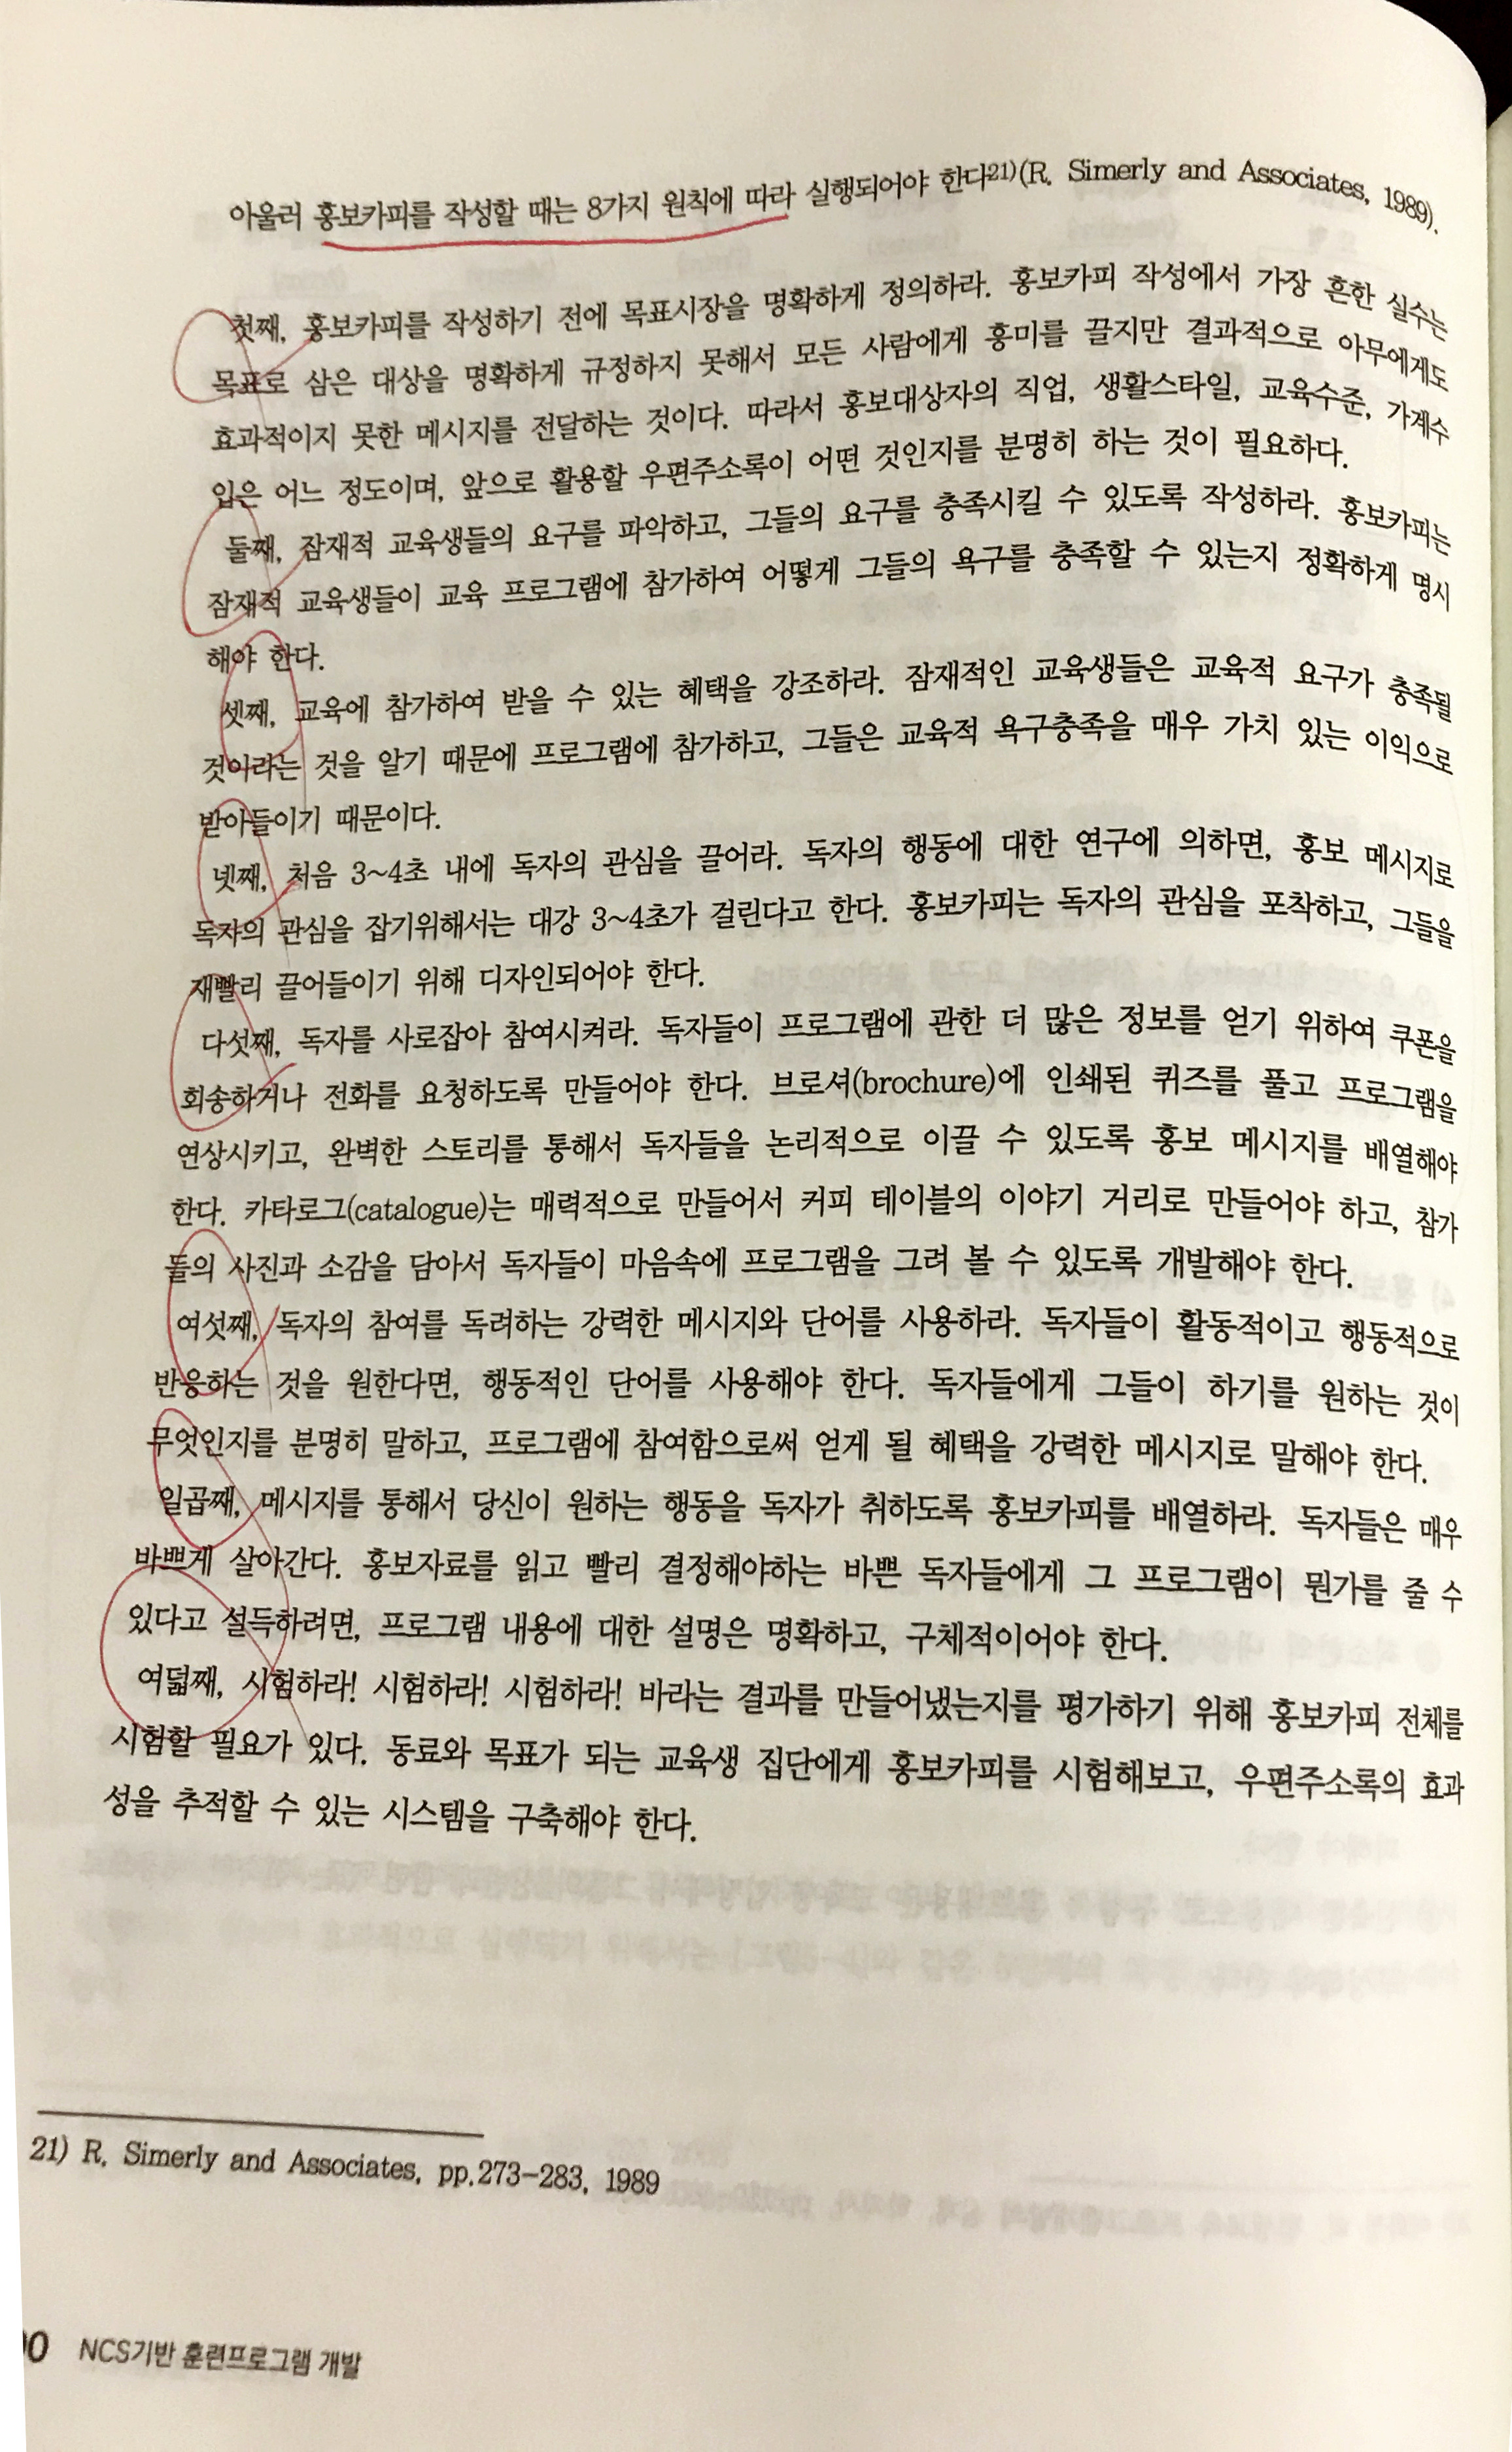 아울러 홍보카피를 작성할 때는 8가지 원칙에 따라 실행되어야 한다21)(R. Simerly and Associates, 1989).
첫째, 홍보카피를 작성하기 전에 목표시장을 명확하게 정의하라. 홍보카피 작성에서 가장 흔한 실수는
목표로 삼은 대상을 명확하게 규정하지 못해서 모든 사람에게 흥미를 끌지만 결과적으로 아무에게도
효과적이지 못한 메시지를 전달하는 것이다. 따라서 홍보대상자의 직업, 생활스타일, 교육수준, 가계수
입은 어느 정도이며, 앞으로 활용할 우편주소록이 어떤 것인지를 분명히 하는 것이 필요하다.
둘째, 잠재적 교육생들의 요구를 파악하고, 그들의 요구를 충족시킬 수 있도록 작성하라. 홍보카피는
잠재적 교육생들이 교육 프로그램에 참가하여 어떻게 그들의 욕구를 충족할 수 있는지 정확하게 명시
해야 한다.
셋째, 교육에 참가하여 받을 수 있는 혜택을 강조하라. 잠재적인 교육생들은 교육적 요구가 충족될
것이라는 것을 알기 때문에 프로그램에 참가하고, 그들은 교육적 욕구충족을 매우 가치 있는 이익으로
받아들이기 때문이다.
넷째, 처음 3~4초 내에 독자의 관심을 끌어라. 독자의 행동에 대한 연구에 의하면, 홍보 메시지로
독자의 관심을 잡기위해서는 대강 3~4초가 걸린다고 한다. 홍보카피는 독자의 관심을 포착하고, 그들을
재빨리 끌어들이기 위해 디자인되어야 한다.
다섯째, 독자를 사로잡아 참여시켜라. 독자들이 프로그램에 관한 더 많은 정보를 얻기 위하여 쿠폰을
회송하거나 전화를 요청하도록 만들어야 한다. 브로셔(brochure)에 인쇄된 퀴즈를 풀고 프로그램을
연상시키고, 완벽한 스토리를 통해서 독자들을 논리적으로 이끌 수 있도록 홍보 메시지를 배열해야
한다. 카타로그(catalogue)는 매력적으로 만들어서 커피 테이블의 이야기 거리로 만들어야 하고, 참가
들의 사진과 소감을 담아서 독자들이 마음속에 프로그램을 그려 볼 수 있도록 개발해야 한다.
여섯째, 독자의 참여를 독려하는 강력한 메시지와 단어를 사용하라. 독자들이 활동적이고 행동적으로
반응하는 것을 원한다면, 행동적인 단어를 사용해야 한다. 독자들에게 그들이 하기를 원하는 것이
무엇인지를 분명히 말하고, 프로그램에 참여함으로써 얻게 될 혜택을 강력한 메시지로 말해야 한다.
일곱째, 메시지를 통해서 당신이 원하는 행동을 독자가 취하도록 홍보카피를 배열하라. 독자들은 매우
바쁘게 살아간다. 홍보자료를 읽고 빨리 결정해야하는 바쁜 독자들에게 그 프로그램이 뭔가를 줄 수
있다고 설득하려면, 프로그램 내용에 대한 설명은 명확하고, 구체적이어야 한다.
여덟째, 시험하라! 시험하라! 시험하라! 바라는 결과를 만들어냈는지를 평가하기 위해 홍보카피 전체를
시험할 필요가 있다. 동료와 목표가 되는 교육생 집단에게 홍보카피를 시험해보고, 우편주소록의 효과
성을 추적할 수 있는 시스템을 구축해야 한다.
21) R. Simerly and Associates, pp.273-283, 1989
NCS기반 훈련프로그램 개발